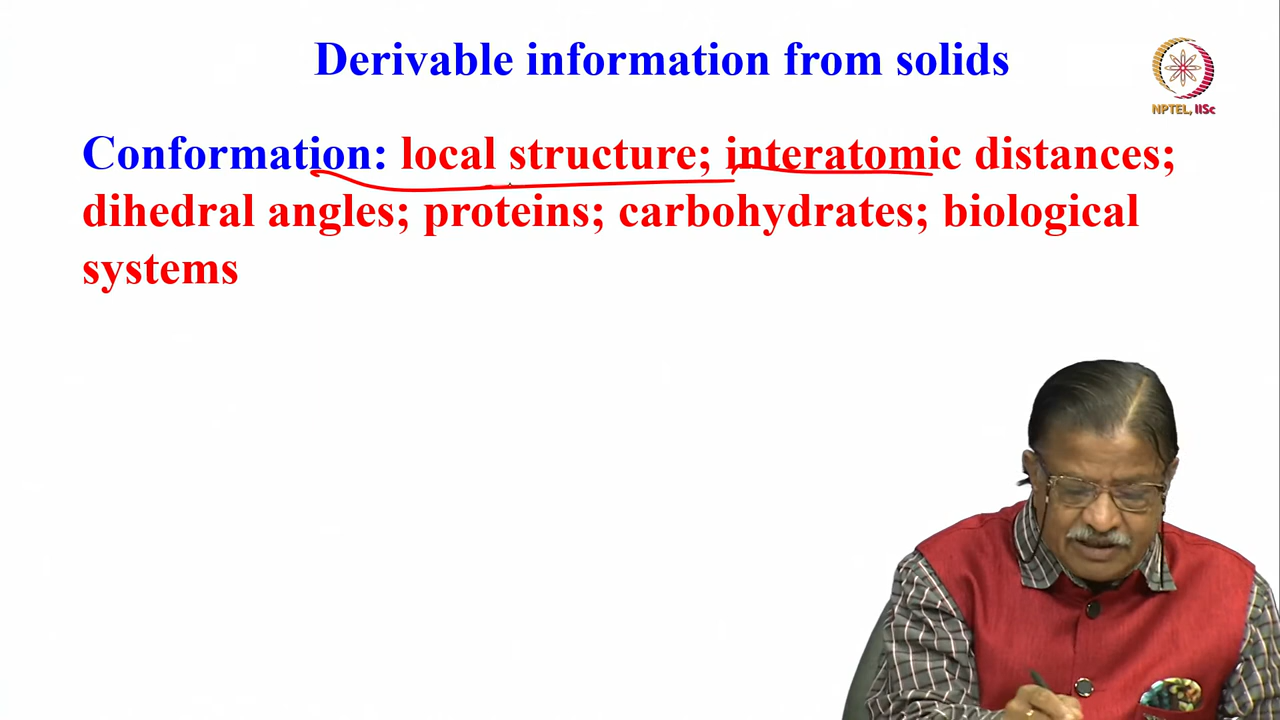 Derivable information from solids
NPTEL, IISc
Conformation: local structure; interatomic distances;
dihedral angles; proteins; carbohydrates; biological
systems